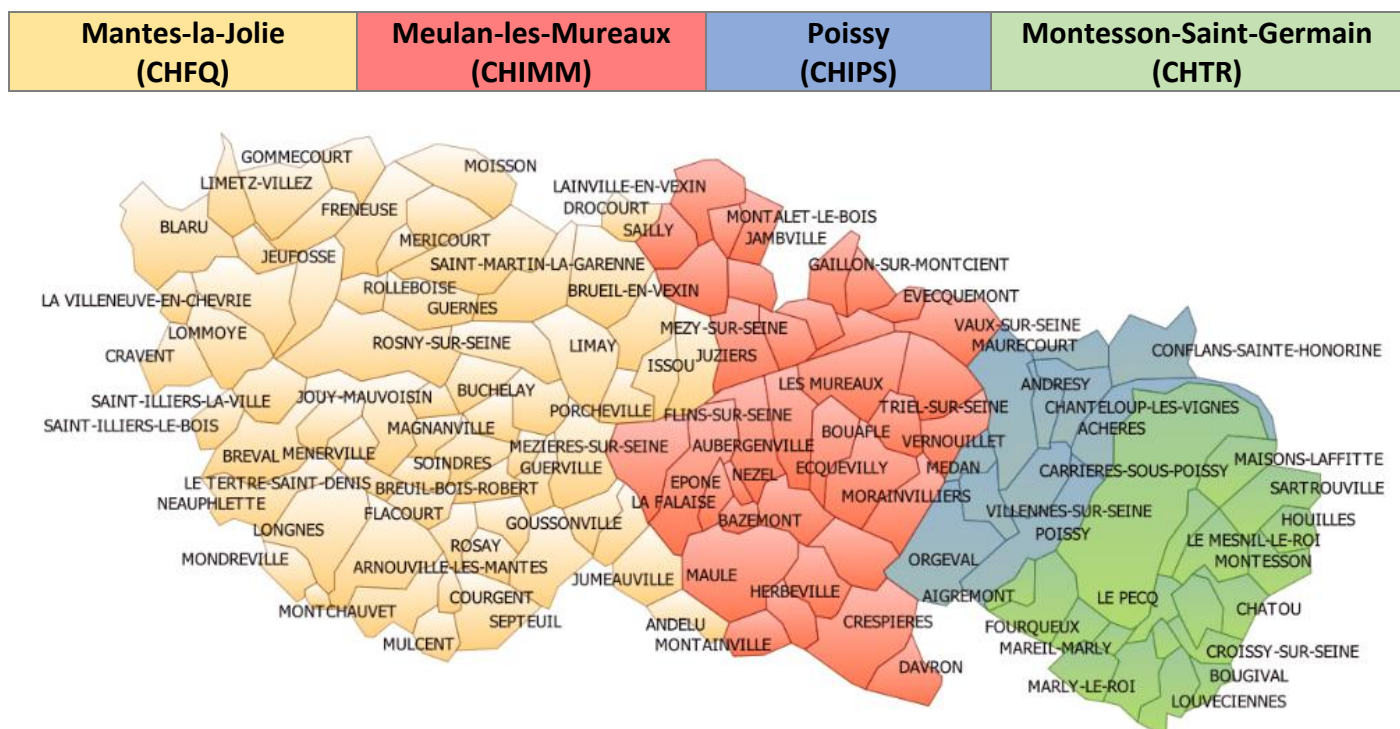 Mantes-la-Jolie
(CHFQ)
Meulan-les-Mureaux
(CHIMM)
Poissy
(CHIPS)
Montesson-Saint-Germain
(CHTR)
GOMMECOURT
MOISSON
LIMETZ-VILLEZ
LAINVILLE-EN-VEXIN
DROCOURT
FRENEUSE
MONTALET-LE-BOIS
BLARU
SAILLY
MERICOURT
JAMBVILLE
JEUFOSSE
SAINT-MARTIN-LA-GARENNE
GAILLON-SUR-MONTCIENT
ROLLEBOISE
BRUEIL-EN-VEXIN
EVECQUEMONT
LA VILLENEUVE-EN-CHEVRIE
GUERNES
LOMMOYE
MEZY-SUR-SEINE
VAUX-SUR-SEINE
ROSNY-SUR-SEINE
LIMAY
MAURECOURT
CRAVENT
JUZIERS
CONFLANS-SAINTE-HONORINE
ISSOU
BUCHELAY
LES MUREAUX
ANDRESY
SAINT-ILLIERS-LA-VILLE
JOUY-MAUVOISIN
PORCHEVILLE
FLINS-SUR-SEINE
TRIEL-SUR-SEINE
CHANTELOUP-LES-VIGNES
SAINT-ILLIERS-LE-BOIS
MAGNANVILLE
BOUAFLE
ACHERES
MEZIERES-SUR-SEINE
AUBERGENVILLE
VERNOUILLET
BREVAL
MENERVILLE
SOINDRES
GUERVILLE
NEZEL
ECQUEVILLY
MEDAN
CARRIERES-SOUS-POISSY
MAISONS-LAFFITTE
LE TERTRE-SAINT-DENIS
BREUIL-BOIS-ROBERT
EPONE
SARTROUVILLE
NEAUPHLETTE
LA FALAISE
MORAINVILLIERS
FLACOURT
GOUSSONVILLE
BAZEMONT
VILLENNES-SUR-SEINE
HOUILLES
LONGNES
POISSY
LE MESNIL-LE-ROI
MONDREVILLE
ROSAY
ORGEVAL
MONTESSON
ARNOUVILLE-LES-MANTES
JUMEAUVILLE
MAULE
HERBEVILLE
AIGREMONT
LE PECQ
COURGENT
MONTCHAUVET
CHATOU
SEPTEUIL
ANDELU
CRESPIERES
FOURQUEUX
MULCENT
MONTAINVILLE
MAREIL-MARLY
CROISSY-SUR-SEINE
DAVRON
BOUGIVAL
MARLY-LE-ROI
LOUVECIENNES